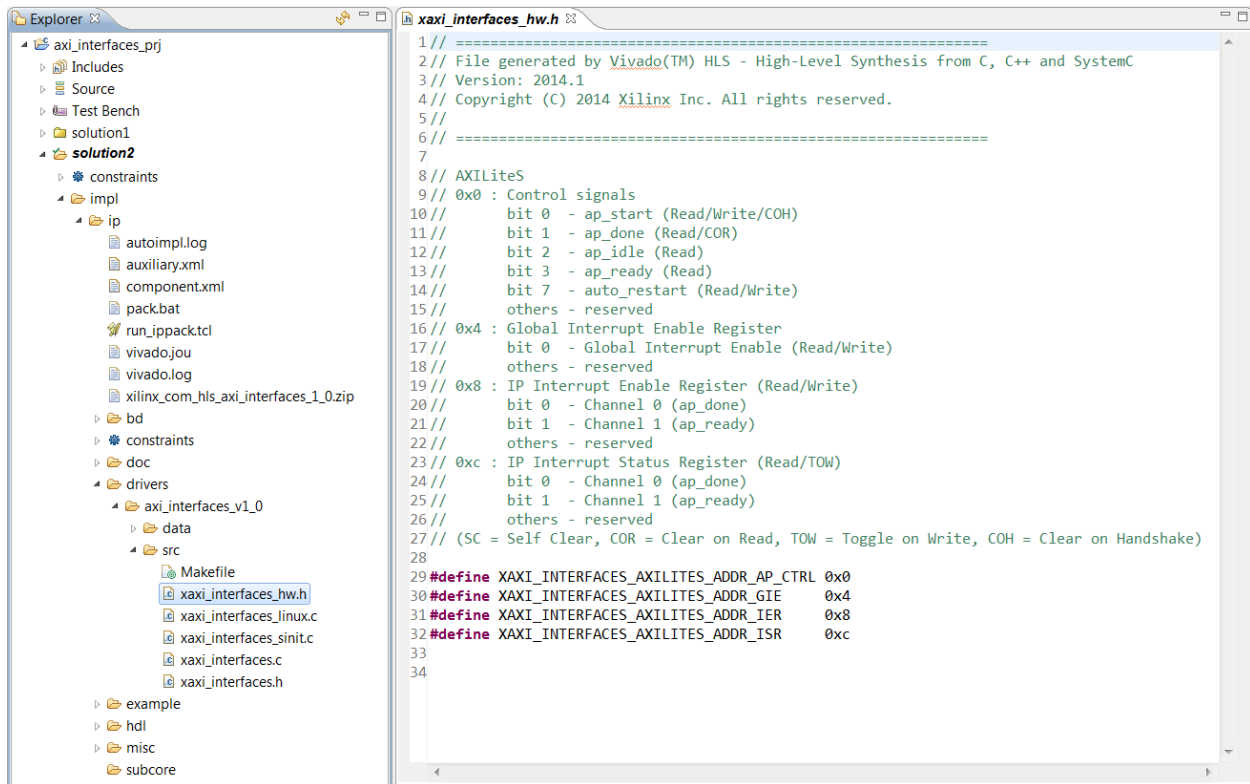 Explorer
axi_interfaces_prj
Includes
Source
Test Bench
solution1
solution2
constraints
impl
ip
autoimpl.log
auxiliary.xml
component.xml
pack.bat
run_ippack.tcl
vivado.jou
vivado.log
xilinx_com_hls_axi_interfaces_1_0.zip
bd
constraints
doc
drivers
axi_interfaces_v1_0
data
src
Makefile
xaxi_interfaces_hw.h
xaxi_interfaces_linux.c
xaxi_interfaces_sinit.c
xaxi_interfaces.c
xaxi_interfaces.h
example
hdl
misc
subcore
xaxi_interfaces_hw.h
1 // ==============================================================
2 // File generated by Vivado(TM) HLS - High-Level Synthesis from C, C++ and SystemC
3 // Version: 2014.1
4 // Copyright (C) 2014 Xilinx Inc. All rights reserved.
5 //
6 // ==============================================================
7
8 // AXILiteS
9 // 0x0 : Control signals
10 //       bit 0  - ap_start (Read/Write/COH)
11 //       bit 1  - ap_done (Read/COR)
12 //       bit 2  - ap_idle (Read)
13 //       bit 3  - ap_ready (Read)
14 //       bit 7  - auto_restart (Read/Write)
15 //       others - reserved
16 // 0x4 : Global Interrupt Enable Register
17 //       bit 0  - Global Interrupt Enable (Read/Write)
18 //       others - reserved
19 // 0x8 : IP Interrupt Enable Register (Read/Write)
20 //       bit 0  - Channel 0 (ap_done)
21 //       bit 1  - Channel 1 (ap_ready)
22 //       others - reserved
23 // 0xc : IP Interrupt Status Register (Read/TOW)
24 //       bit 0  - Channel 0 (ap_done)
25 //       bit 1  - Channel 1 (ap_ready)
26 //       others - reserved
27 // (SC = Self Clear, COR = Clear on Read, TOW = Toggle on Write, COH = Clear on Handshake)
28
29 #define XAXI_INTERFACES_AXILITES_ADDR_AP_CTRL 0x0
30 #define XAXI_INTERFACES_AXILITES_ADDR_GIE     0x4
31 #define XAXI_INTERFACES_AXILITES_ADDR_IER     0x8
32 #define XAXI_INTERFACES_AXILITES_ADDR_ISR     0xc
33
34